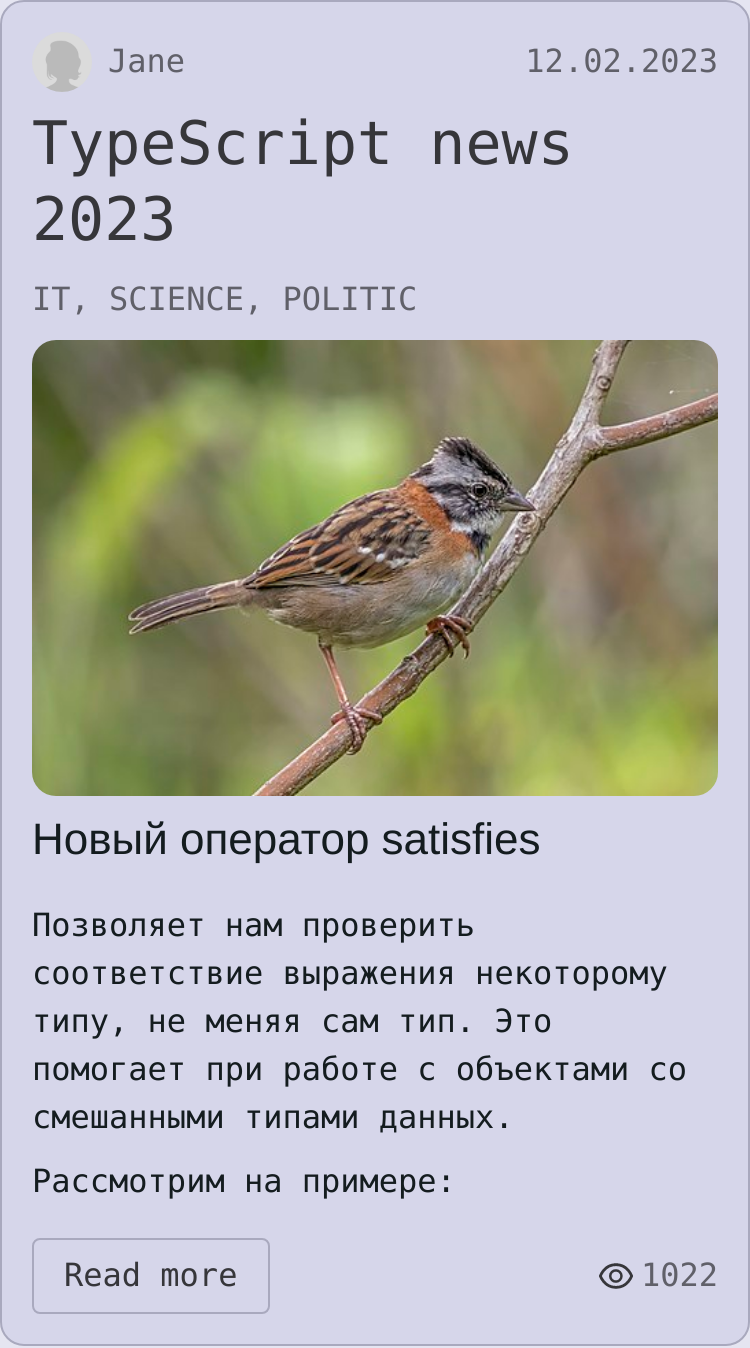 Jane 12.02.2023
TypeScript news
2023
IT, SCIENCE, POLITIC
Новый оператор satisfies
Позволяет нам проверить
соответствие выражения некоторому
типу, не меняя сам тип. Это
помогает при работе с объектами со
смешанными типами данных.
Рассмотрим на примере:
Read more 1022